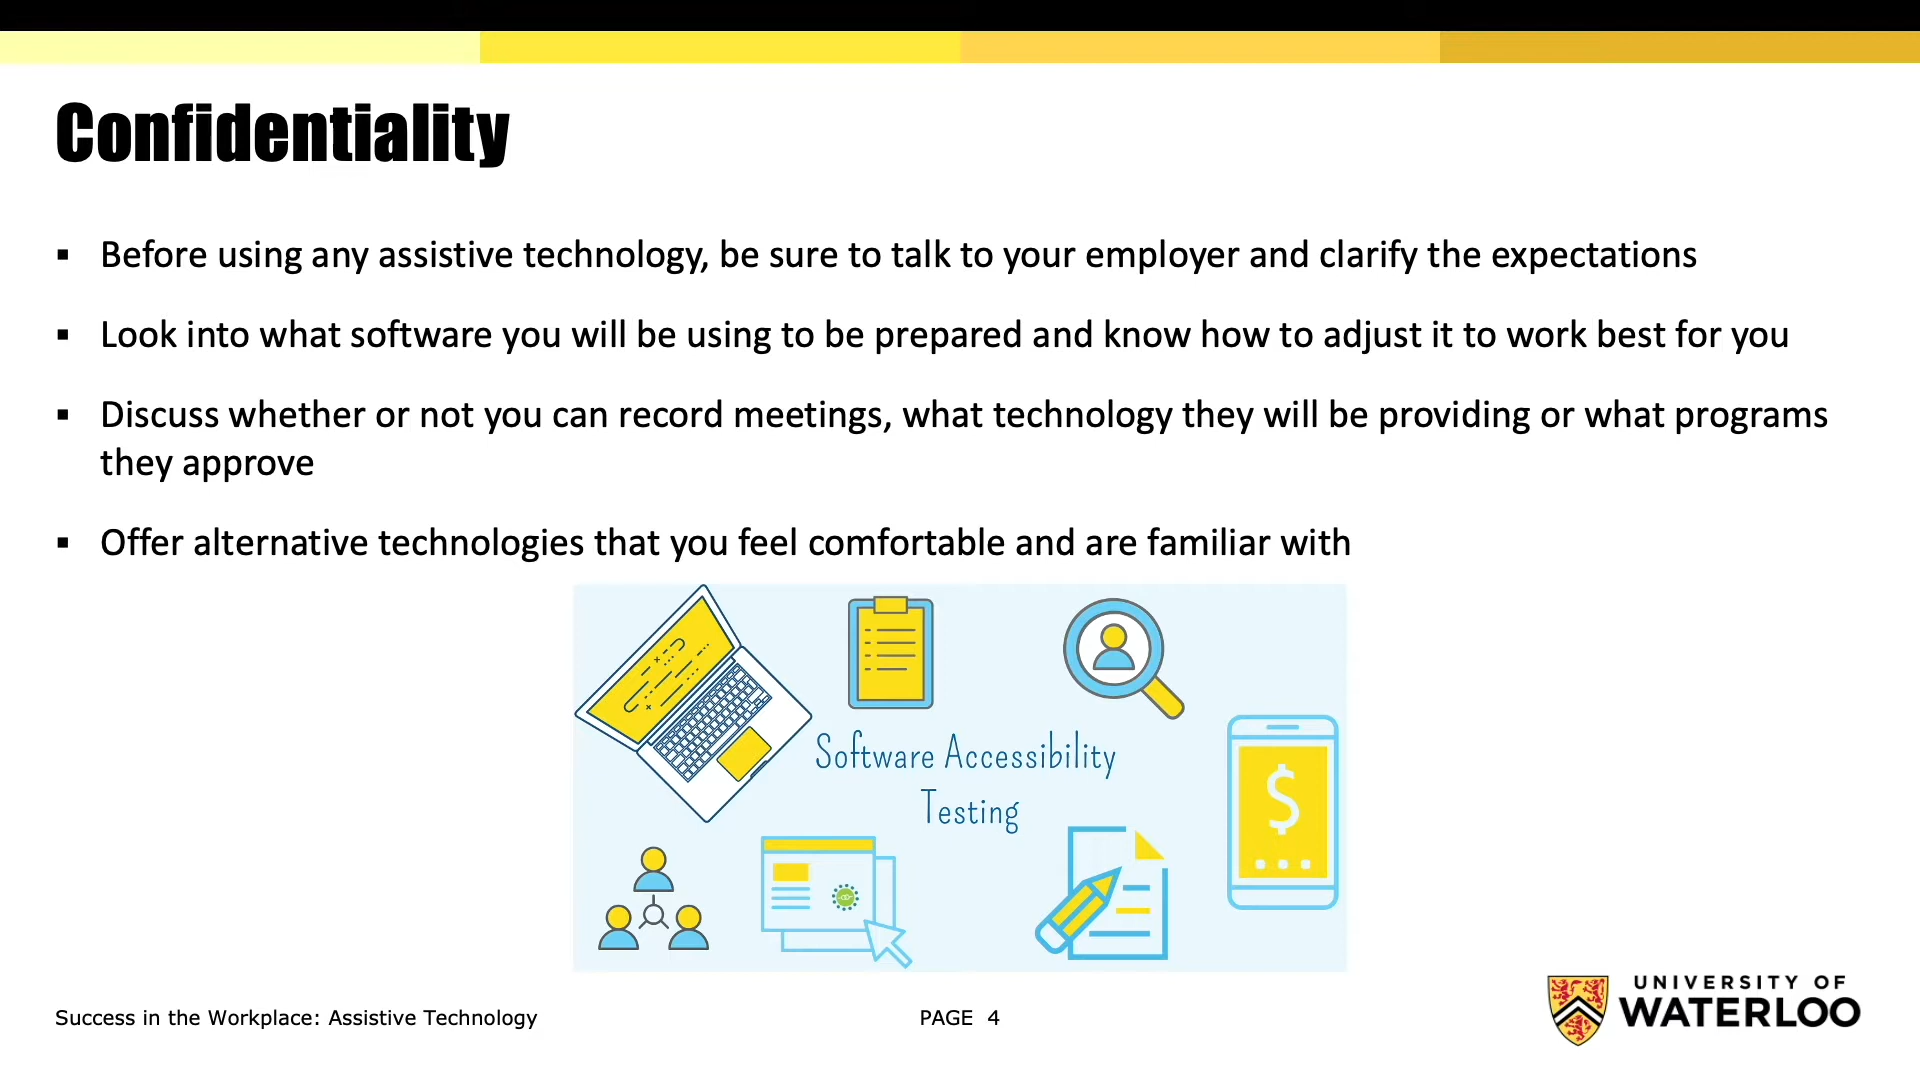 Confidentiality
▪ Before using any assistive technology, be sure to talk to your employer and clarify the expectations
▪ Look into what software you will be using to be prepared and know how to adjust it to work best for you
▪ Discuss whether or not you can record meetings, what technology they will be providing or what programs
they approve
▪ Offer alternative technologies that you feel comfortable and are familiar with
Software Accessibility
Testing
$
Success in the Workplace: Assistive Technology
PAGE 4
UNIVERSITY OF
WATERLOO